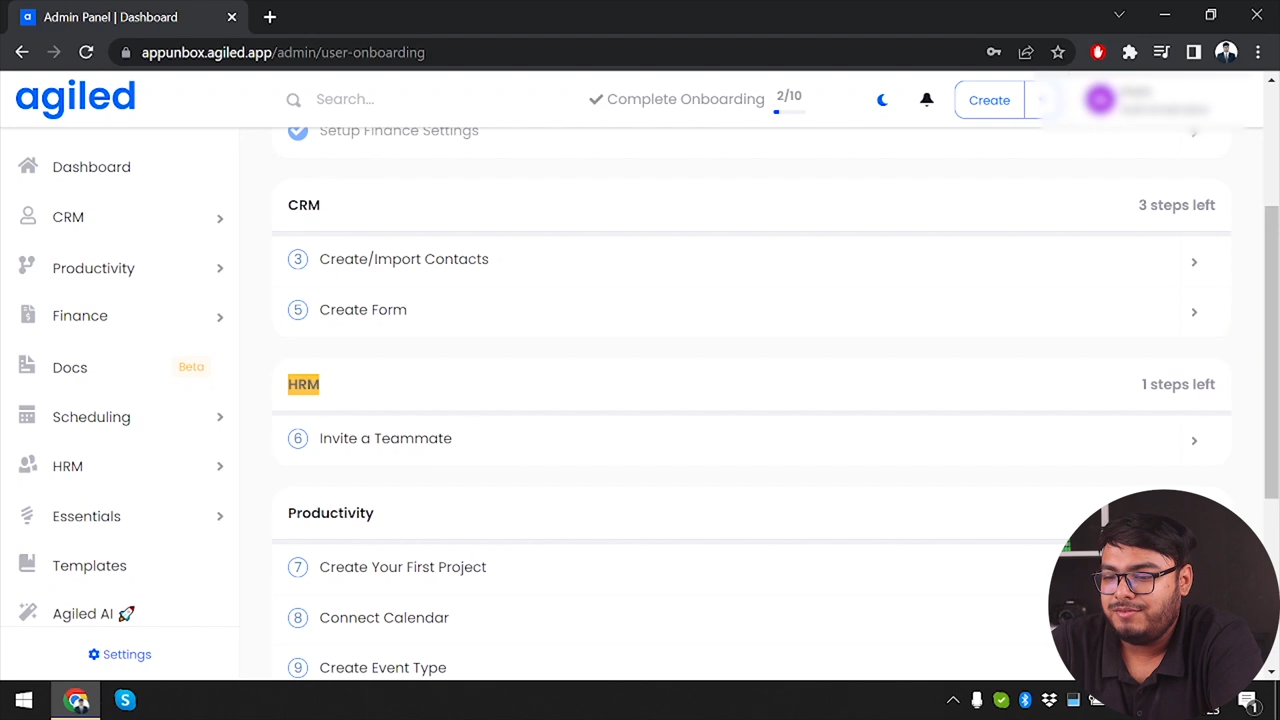 Admin Panel | Dashboard
appunbox.agiled.app/admin/user-onboarding
agiled
Search...
Complete Onboarding 2/10
Create
Setup Finance Settings
Dashboard
CRM
Productivity
Finance
Docs Beta
Scheduling
HRM
Essentials
Templates
Agiled AI 🚀
Settings
CRM 3 steps left
3 Create/Import Contacts
5 Create Form
HRM 1 steps left
6 Invite a Teammate
Productivity
7 Create Your First Project
8 Connect Calendar
9 Create Event Type